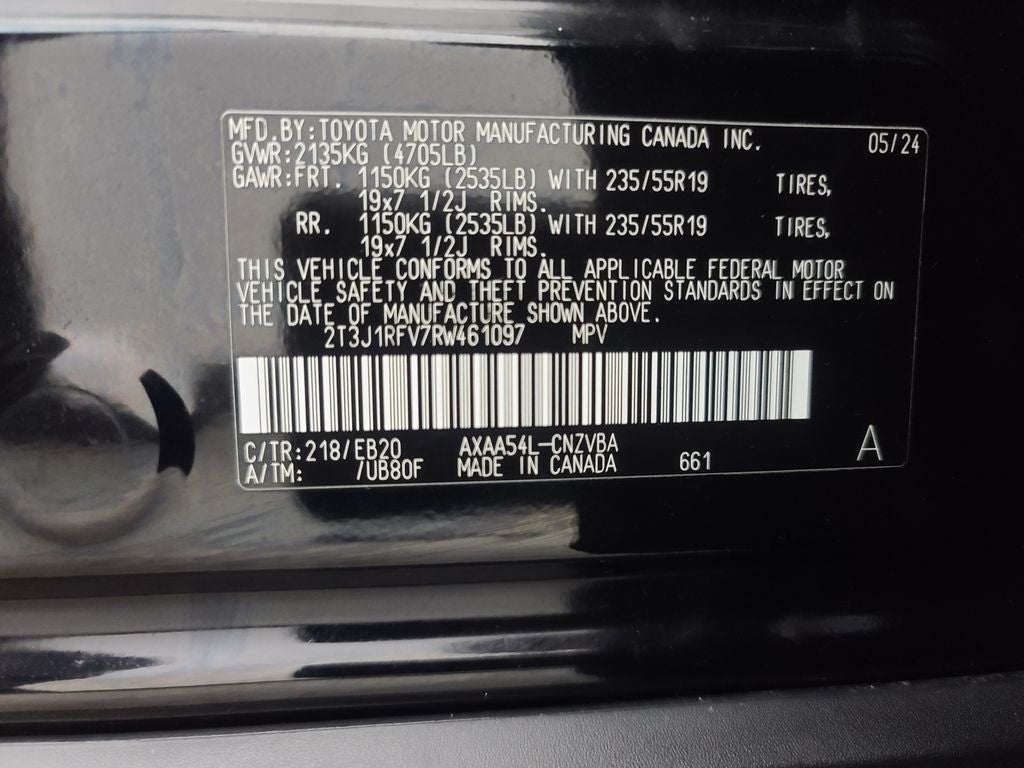 MFD.BY:TOYOTA MOTOR MANUFACTURING CANADA INC. 05/24
GVWR:2135KG (4705LB)
GAWR:FRT. 1150KG (2535LB) WITH 235/55R19 TIRES,
19x7 1/2J RIMS.
RR. 1150KG (2535LB) WITH 235/55R19 TIRES,
19x7 1/2J RIMS.
THIS VEHICLE CONFORMS TO ALL APPLICABLE FEDERAL MOTOR
VEHICLE SAFETY AND THEFT PREVENTION STANDARDS IN EFFECT ON
THE DATE OF MANUFACTURE SHOWN ABOVE.
2T3J1RFV7RW461097 MPV
C/TR:218/EB20 AXAA54L-CNZVBA
A/TM: /UB80F MADE IN CANADA 661 A